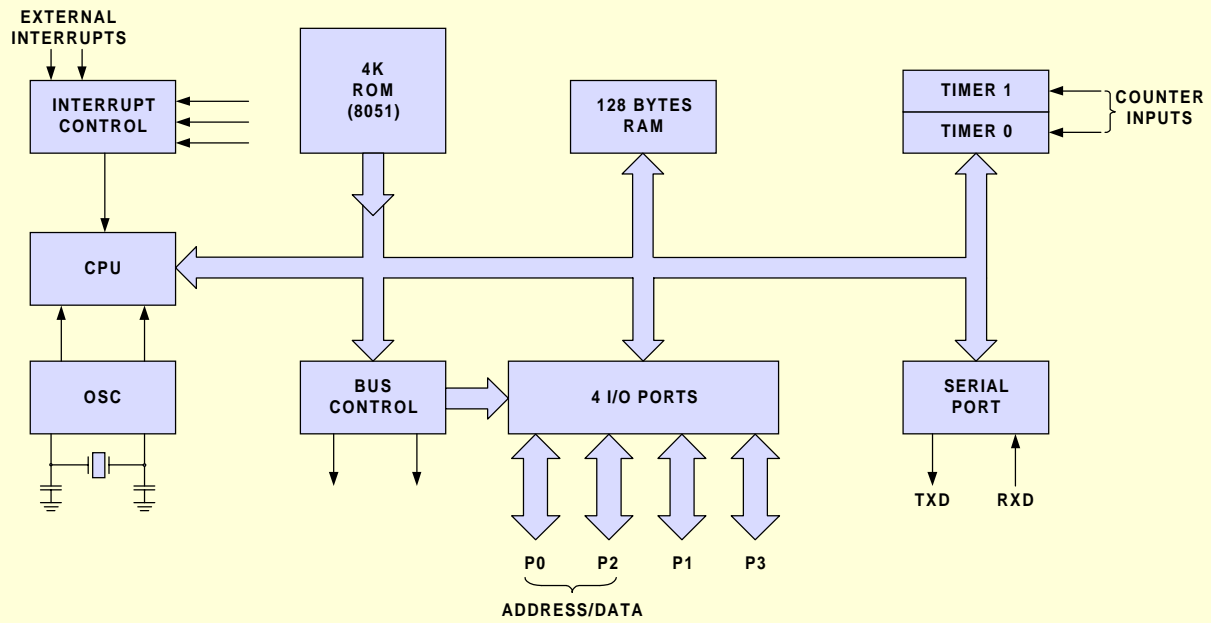 EXTERNAL
INTERRUPTS
INTERRUPT
CONTROL
4K
ROM
(8051)
128 BYTES
RAM
TIMER 1
TIMER 0
COUNTER
INPUTS
CPU
OSC
BUS
CONTROL
4 I/O PORTS
SERIAL
PORT
TXD
RXD
P0
P2
P1
P3
ADDRESS/DATA